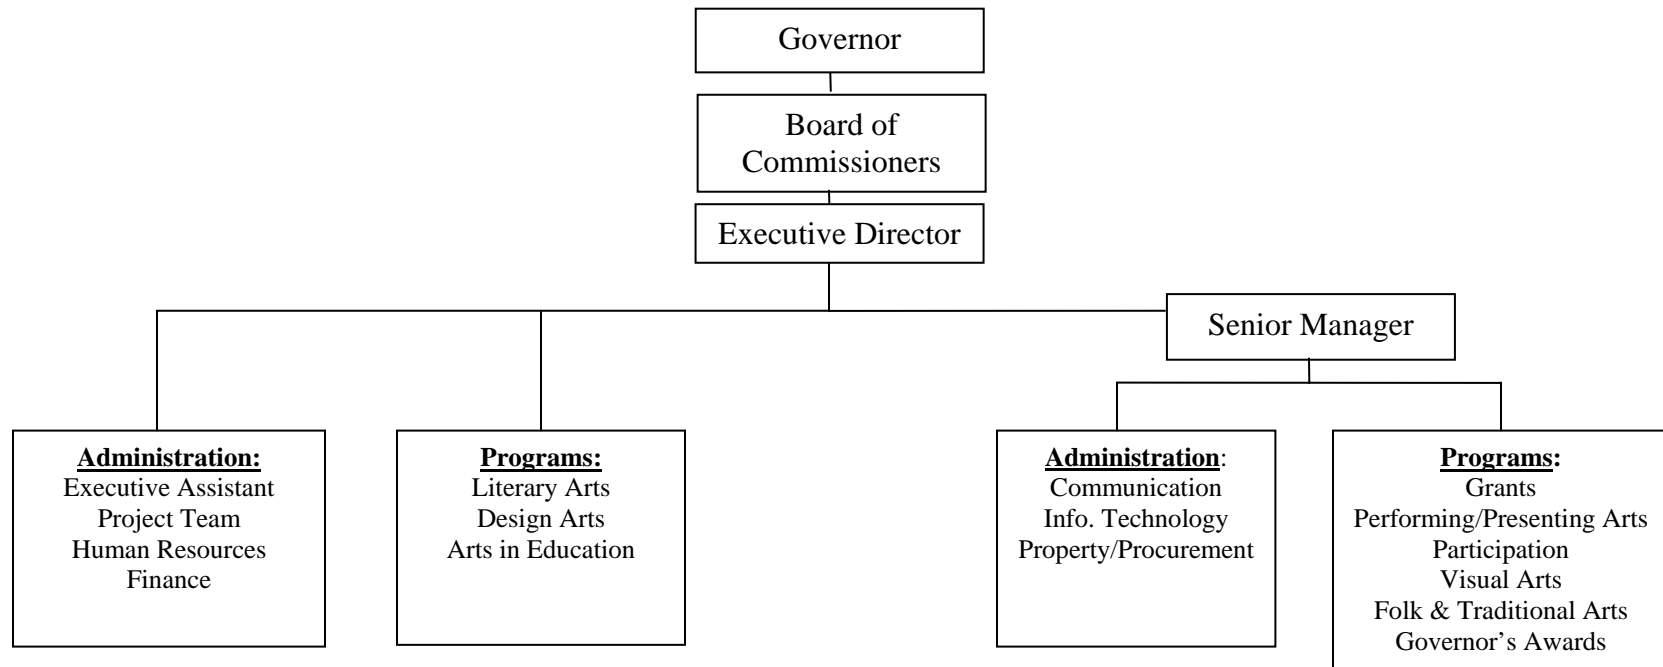 Governor
Board of
Commissioners
Executive Director
Senior Manager
Administration:
Executive Assistant
Project Team
Human Resources
Finance
Programs:
Literary Arts
Design Arts
Arts in Education
Administration:
Communication
Info. Technology
Property/Procurement
Programs:
Grants
Performing/Presenting Arts
Participation
Visual Arts
Folk & Traditional Arts
Governor’s Awards